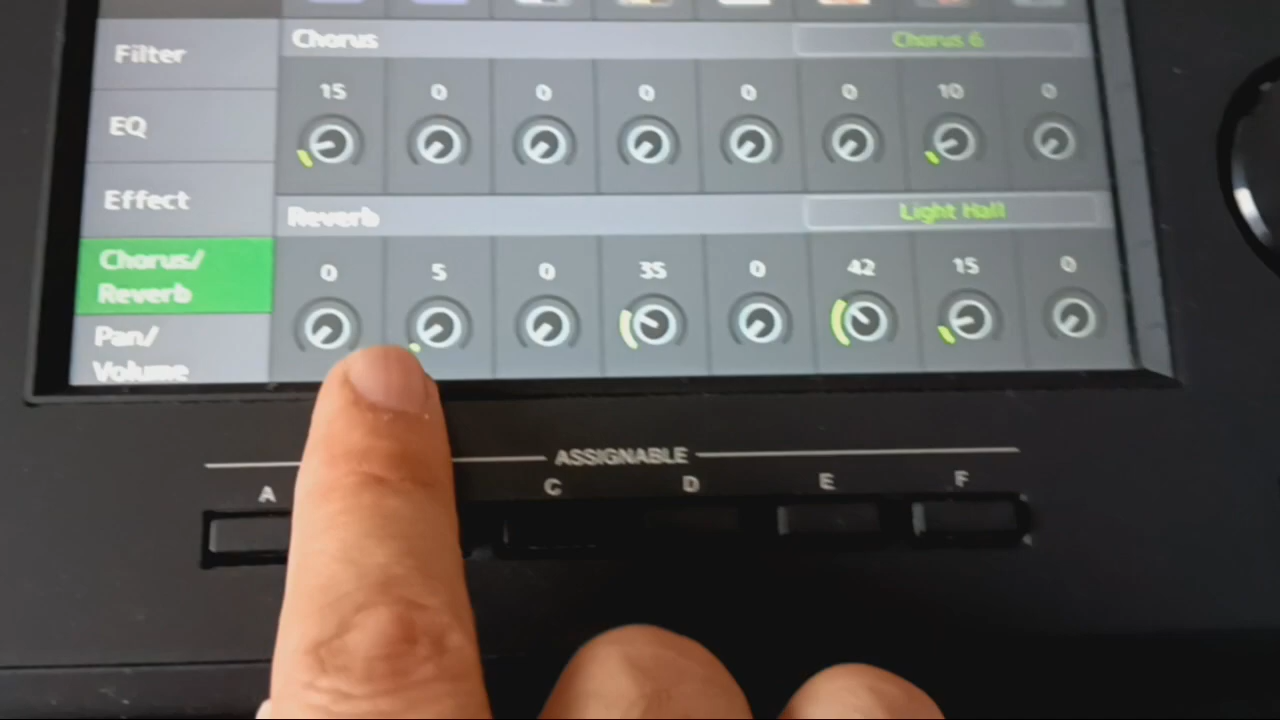 Filter
EQ
Effect
Chorus/
Reverb
Pan/
Volume
Chorus
Chorus 6
15 0 0 0 0 0 10 0
Reverb
Light Hall
0 5 0 35 0 42 15 0
ASSIGNABLE
A C D E F